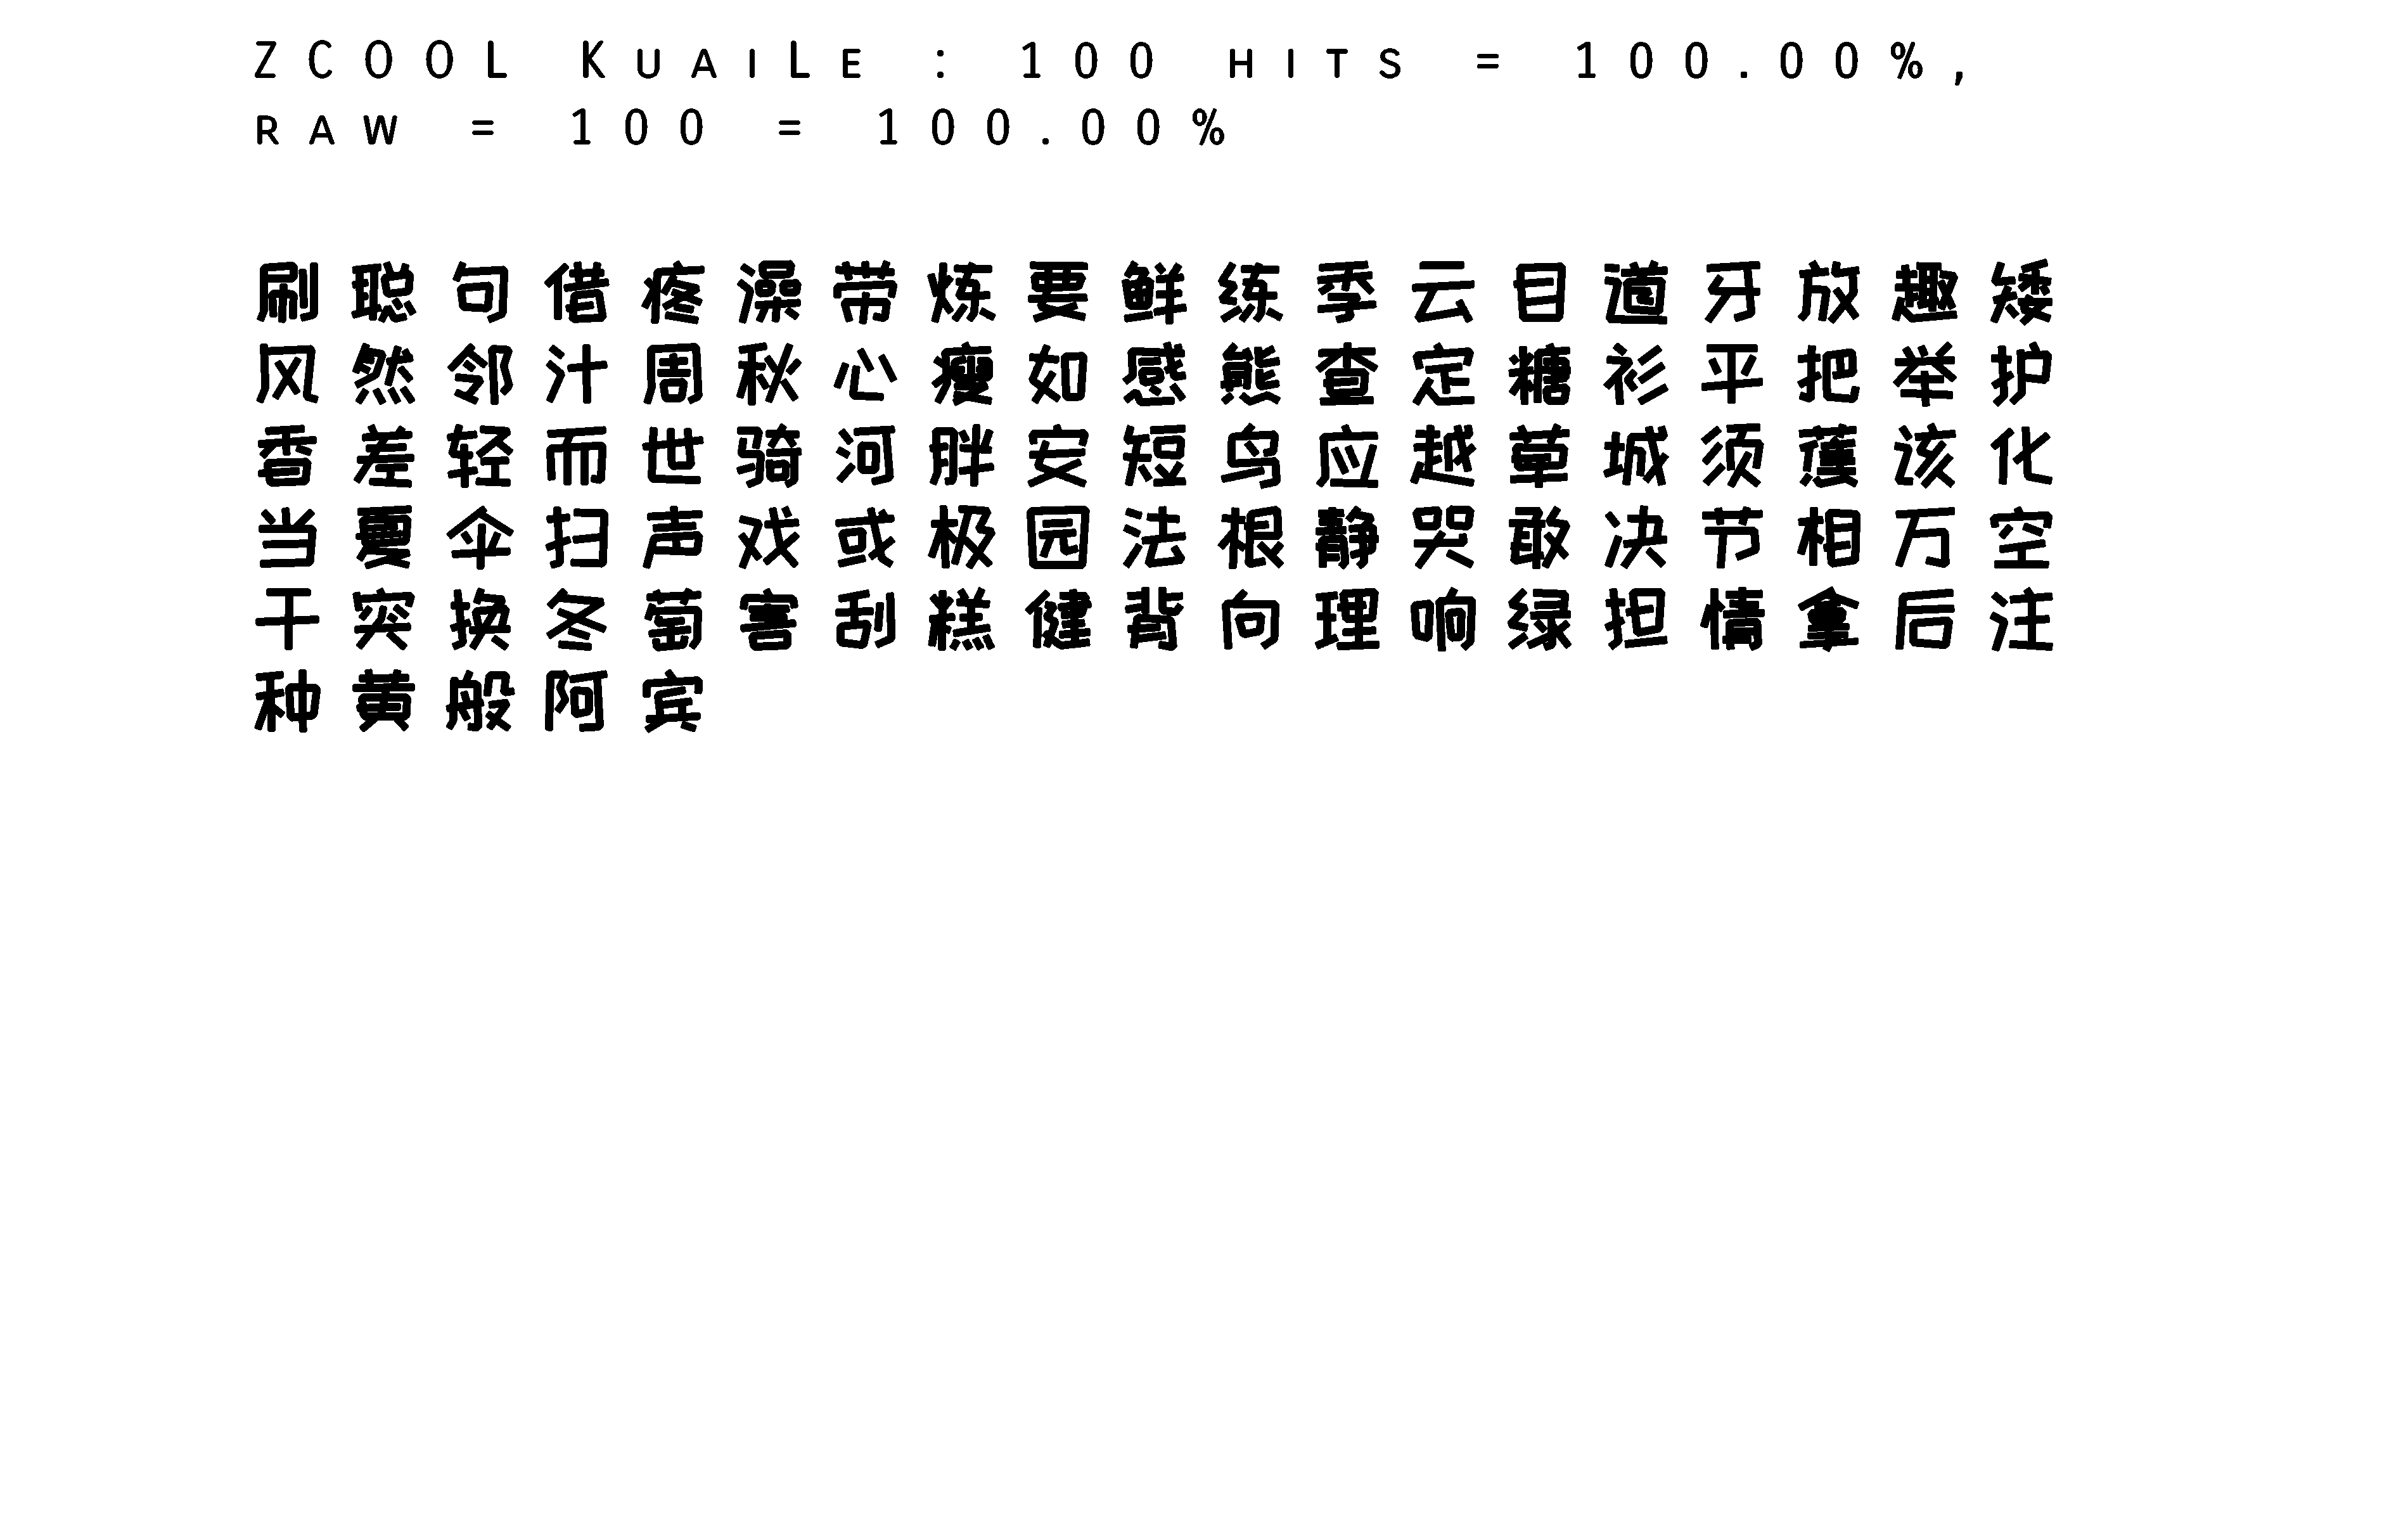 ZCOOL KuaiLe : 100 hits = 100.00%,
raw = 100 = 100.00%
刷聪句借疼澡带炼要鲜练季云目道牙放趣矮
风然邻汁周秋心瘦如感熊查定糖衫平把举护
香差轻而世骑河胖安短鸟应越草城须该化
当伞扫声戏或极园法根静哭敢决节相万空
干突换冬萄害刮糕健背向理响绿担情拿后注
种黄般阿宾